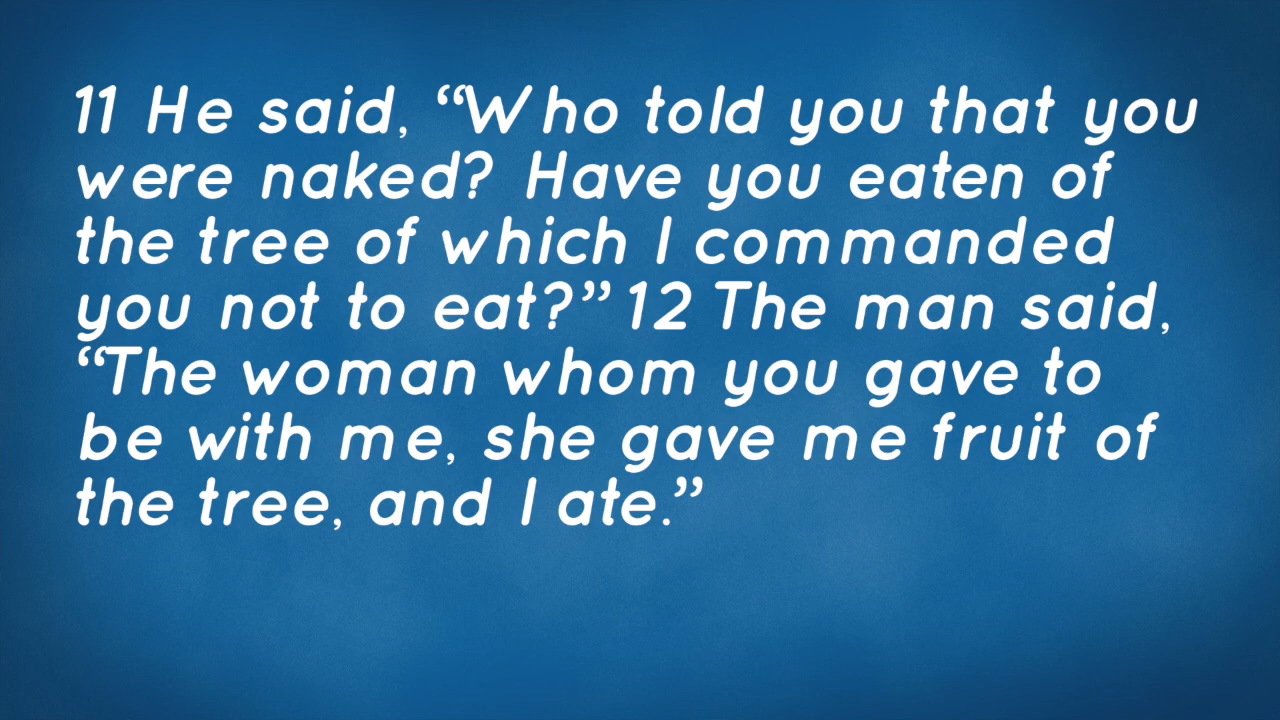 11 He said, “Who told you that you
were naked? Have you eaten of
the tree of which I commanded
you not to eat?” 12 The man said,
“The woman whom you gave to
be with me, she gave me fruit of
the tree, and I ate.”